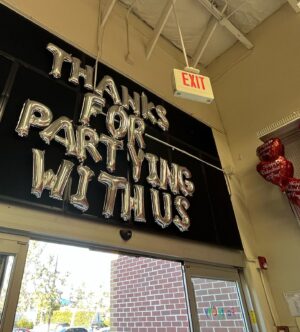 THANKS
FOR
PARTYING
WITH US
EXIT